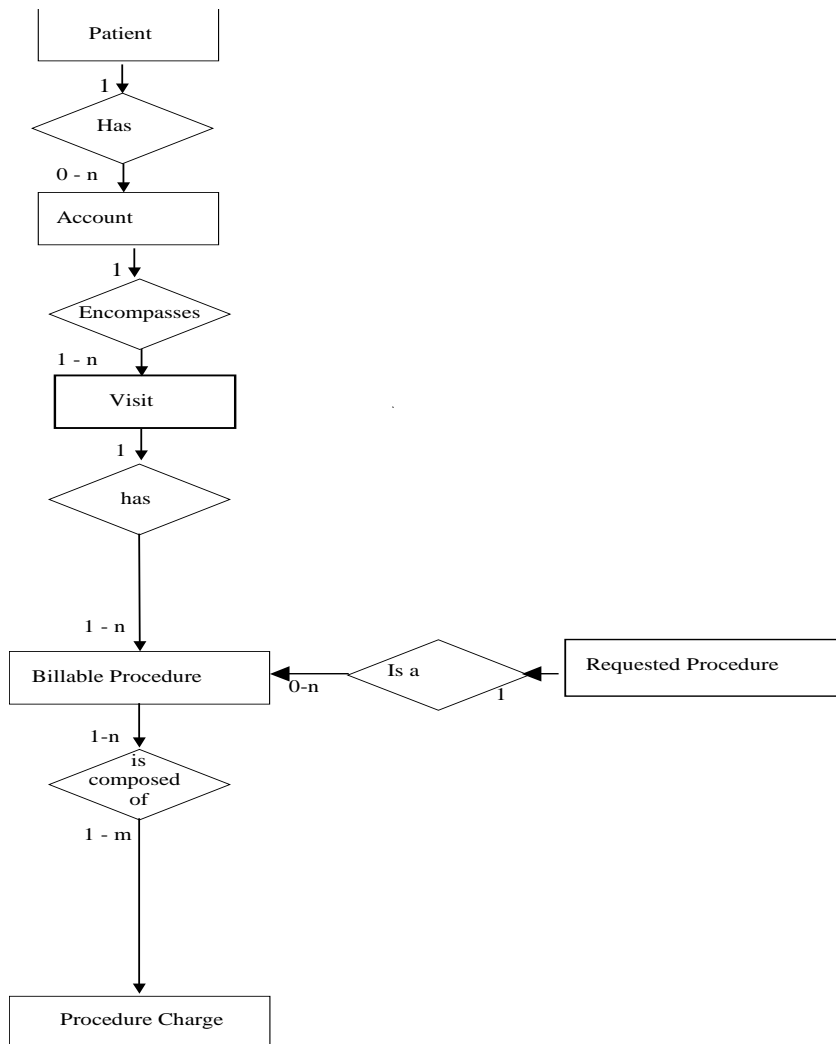 Patient
1
Has
0 - n
Account
1
Encompasses
1 - n
Visit
1
has
1 - n
Billable Procedure
0-n
Is a
1
Requested Procedure
1-n
is
composed
of
1 - m
Procedure Charge